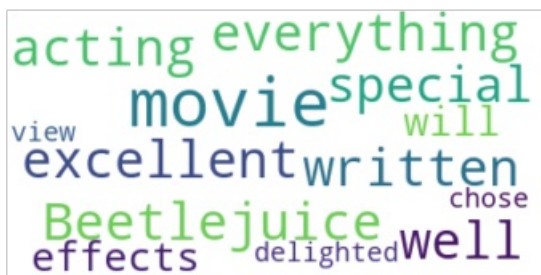 acting everything
movie special
will
view
excellent written
chose
Beetlejuice well
effects delighted